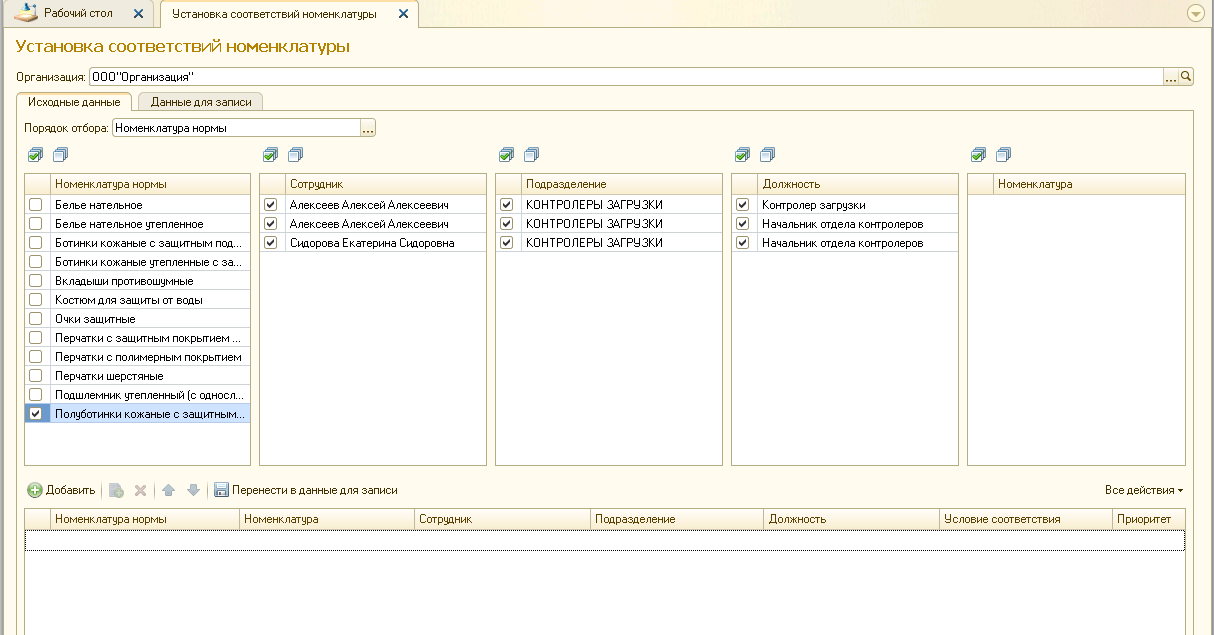 Рабочий стол
Установка соответствий номенклатуры
Установка соответствий номенклатуры
Организация: ООО"Организация" ...
Исходные данные Данные для записи
Порядок отбора: Номенклатура нормы ...
Номенклатура нормы Сотрудник Подразделение Должность Номенклатура
Белье нательное Алексеев Алексей Алексеевич КОНТРОЛЕРЫ ЗАГРУЗКИ Контролер загрузки
Белье нательное утепленное Алексеев Алексей Алексеевич КОНТРОЛЕРЫ ЗАГРУЗКИ Начальник отдела контролеров
Ботинки кожаные с защитным под... Сидорова Екатерина Сидоровна КОНТРОЛЕРЫ ЗАГРУЗКИ Начальник отдела контролеров
Ботинки кожаные утепленные с за...
Вкладыши противошумные
Костюм для защиты от воды
Очки защитные
Перчатки с защитным покрытием ...
Перчатки с полимерным покрытием
Перчатки шерстяные
Подшлемник утепленный (с односл...
Полуботинки кожаные с защитным...
Добавить Перенести в данные для записи Все действия
Номенклатура нормы Номенклатура Сотрудник Подразделение Должность Условие соответствия Приоритет